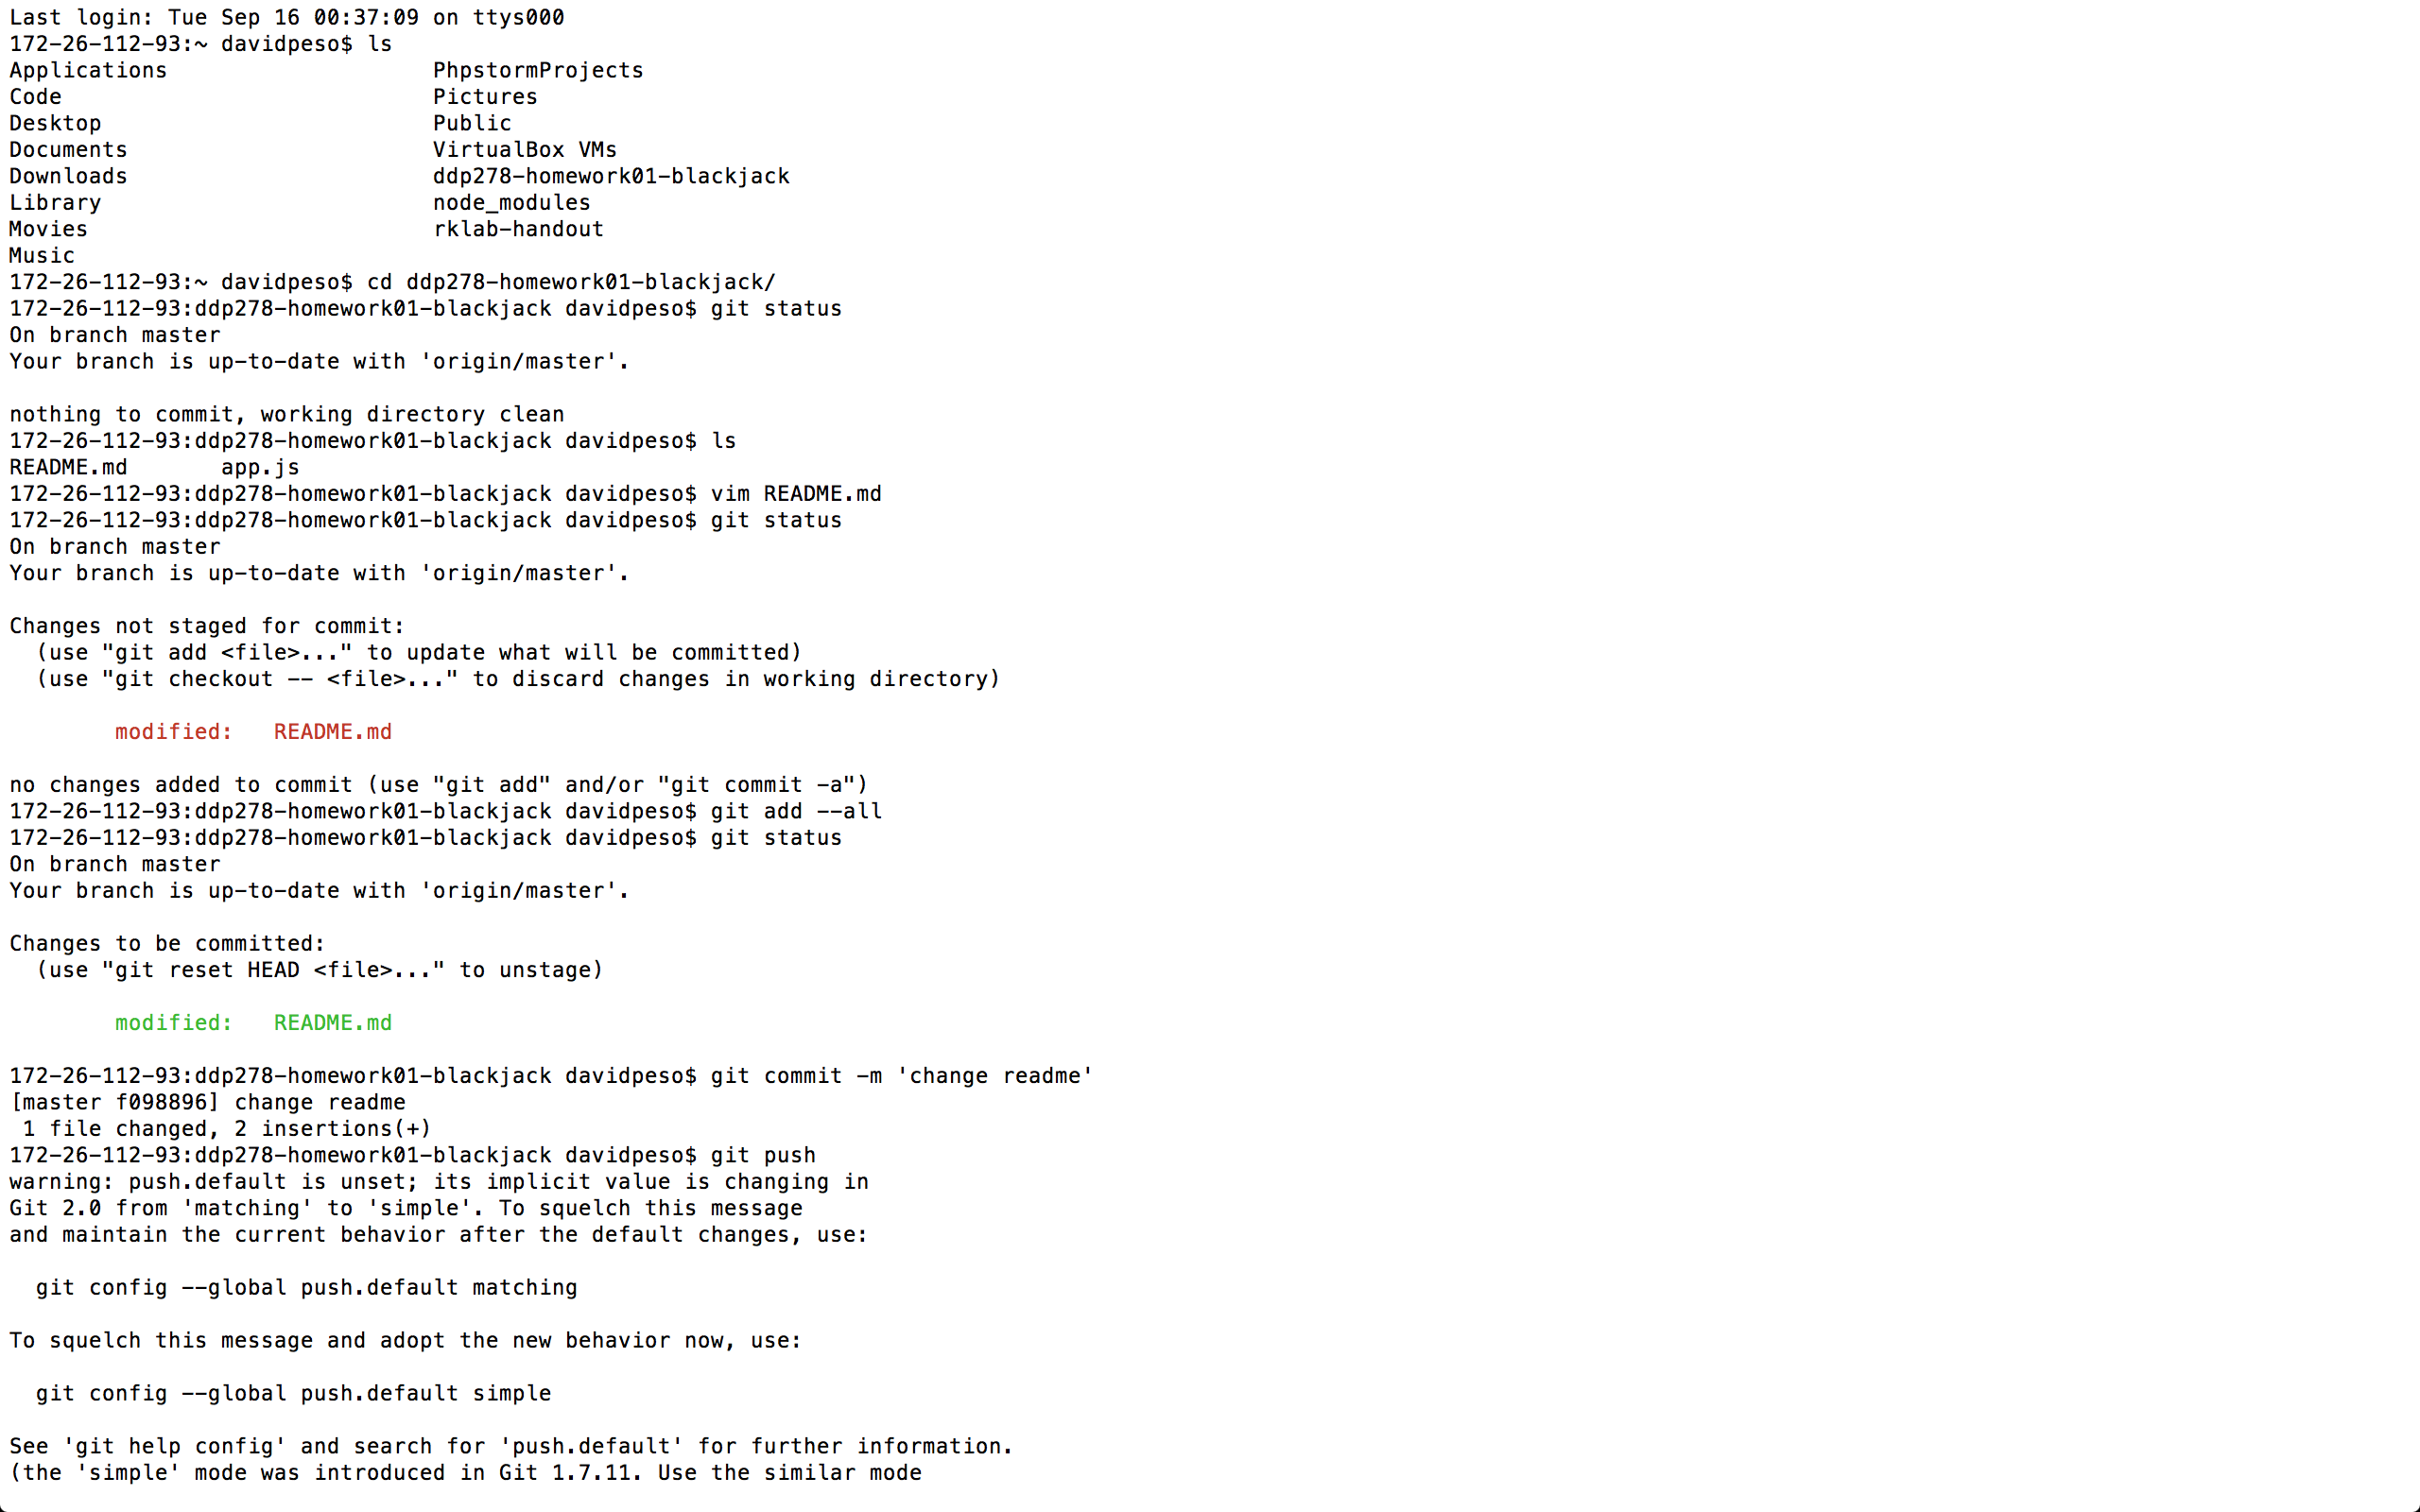 Last login: Tue Sep 16 00:37:09 on ttys000
172-26-112-93:~ davidpeso$ ls
Applications                    PhpstormProjects
Code                            Pictures
Desktop                         Public
Documents                       VirtualBox VMs
Downloads                       ddp278-homework01-blackjack
Library                         node_modules
Movies                          rklab-handout
Music
172-26-112-93:~ davidpeso$ cd ddp278-homework01-blackjack/
172-26-112-93:ddp278-homework01-blackjack davidpeso$ git status
On branch master
Your branch is up-to-date with 'origin/master'.

nothing to commit, working directory clean
172-26-112-93:ddp278-homework01-blackjack davidpeso$ ls
README.md       app.js
172-26-112-93:ddp278-homework01-blackjack davidpeso$ vim README.md
172-26-112-93:ddp278-homework01-blackjack davidpeso$ git status
On branch master
Your branch is up-to-date with 'origin/master'.

Changes not staged for commit:
  (use "git add <file>..." to update what will be committed)
  (use "git checkout -- <file>..." to discard changes in working directory)

        modified:   README.md

no changes added to commit (use "git add" and/or "git commit -a")
172-26-112-93:ddp278-homework01-blackjack davidpeso$ git add --all
172-26-112-93:ddp278-homework01-blackjack davidpeso$ git status
On branch master
Your branch is up-to-date with 'origin/master'.

Changes to be committed:
  (use "git reset HEAD <file>..." to unstage)

        modified:   README.md

172-26-112-93:ddp278-homework01-blackjack davidpeso$ git commit -m 'change readme'
[master f098896] change readme
 1 file changed, 2 insertions(+)
172-26-112-93:ddp278-homework01-blackjack davidpeso$ git push
warning: push.default is unset; its implicit value is changing in
Git 2.0 from 'matching' to 'simple'. To squelch this message
and maintain the current behavior after the default changes, use:

  git config --global push.default matching

To squelch this message and adopt the new behavior now, use:

  git config --global push.default simple

See 'git help config' and search for 'push.default' for further information.
(the 'simple' mode was introduced in Git 1.7.11. Use the similar mode